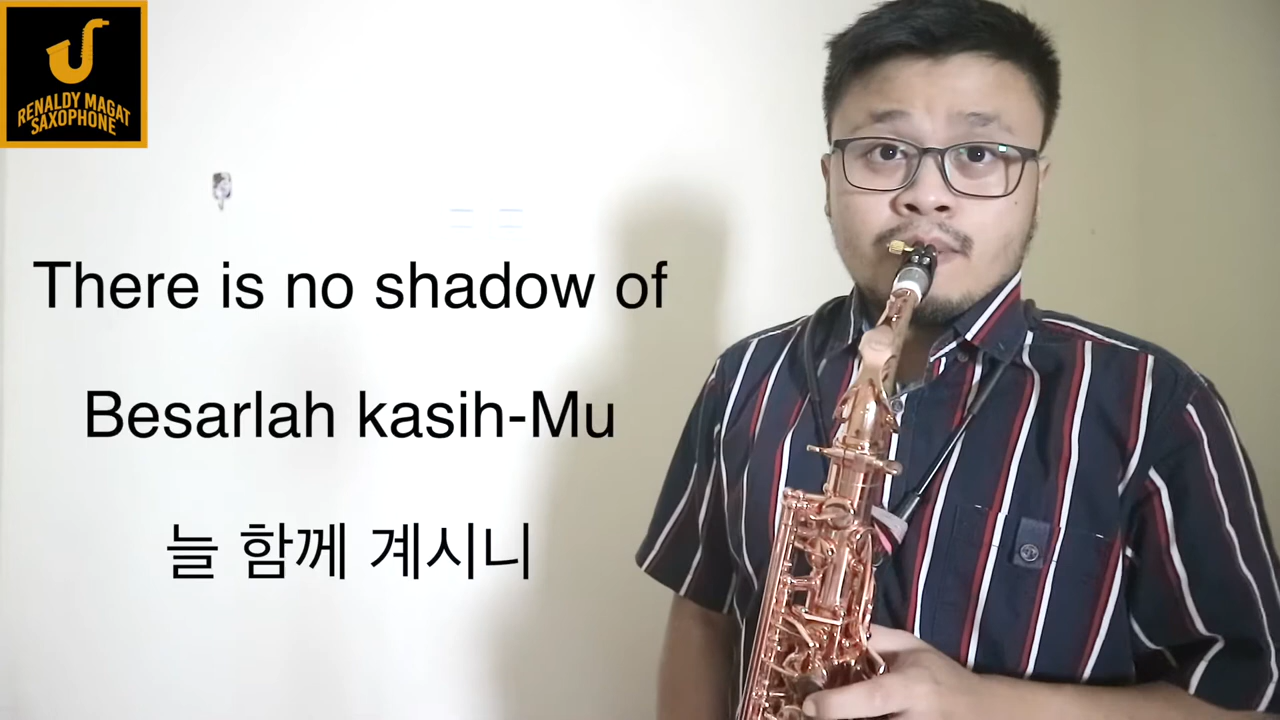 RENALDY MAGAT
SAXOPHONE
There is no shadow of
Besarlah kasih-Mu
늘 함께 계시니